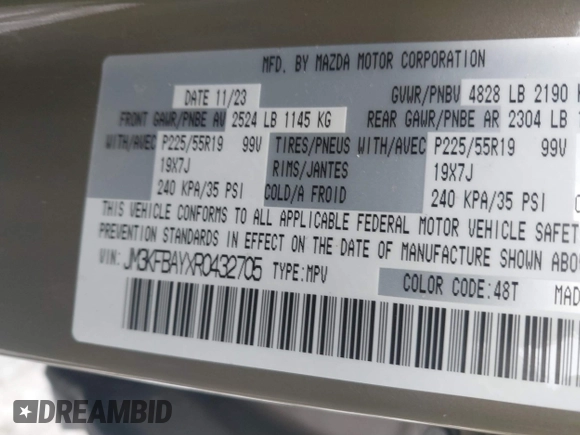 MFD. BY MAZDA MOTOR CORPORATION
DATE 11/23 GVWR/PNBV 4828 LB 2190
FRONT GAWR/PNBE AV 2524 LB 1145 KG REAR GAWR/PNBE AR 2304 LB
WITH/AVEC P225/55R19 99V TIRES/PNEUS WITH/AVEC P225/55R19 99V
19X7J RIMS/JANTES 19X7J
240 KPA/35 PSI COLD/A FROID 240 KPA/35 PSI
THIS VEHICLE CONFORMS TO ALL APPLICABLE FEDERAL MOTOR VEHICLE SAFET
PREVENTION STANDARDS IN EFFECT ON THE DATE OF MANUFACTURE SHOWN ABO
VIN: JM3KFBAYXR0432705 TYPE:MPV
COLOR CODE:48T MAD
DREAMBID